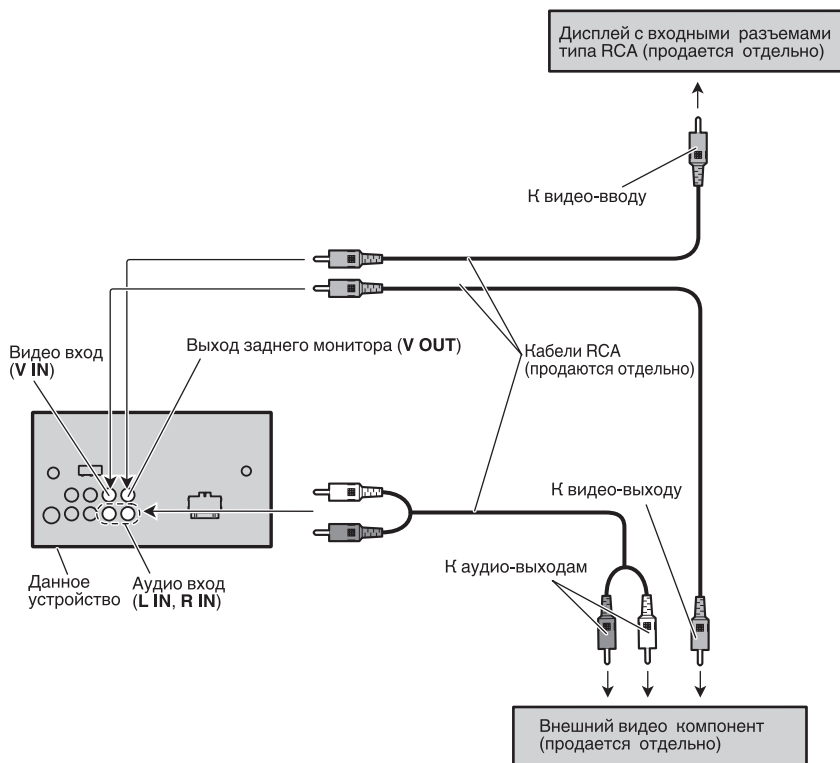 Дисплей с входными разъемами
типа RCA (продается отдельно)
К видео-вводу
Видео вход
(V IN)
Выход заднего монитора (V OUT)
Кабели RCA
(продаются отдельно)
К видео-выходу
К аудио-выходам
Данное
устройство
Аудио вход
(L IN, R IN)
Внешний видео компонент
(продается отдельно)